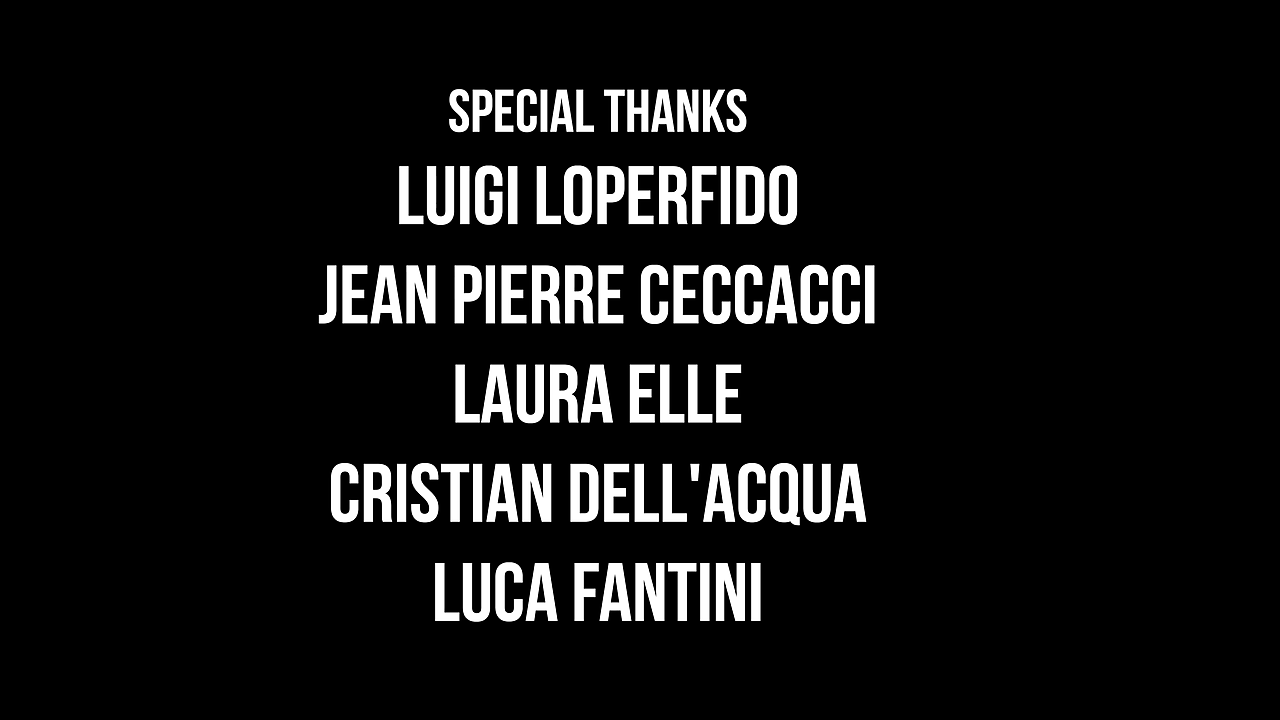 SPECIAL THANKS
LUIGI LOPERFIDO
JEAN PIERRE CECCACCI
LAURA ELLE
CRISTIAN DELL'ACQUA
LUCA FANTINI